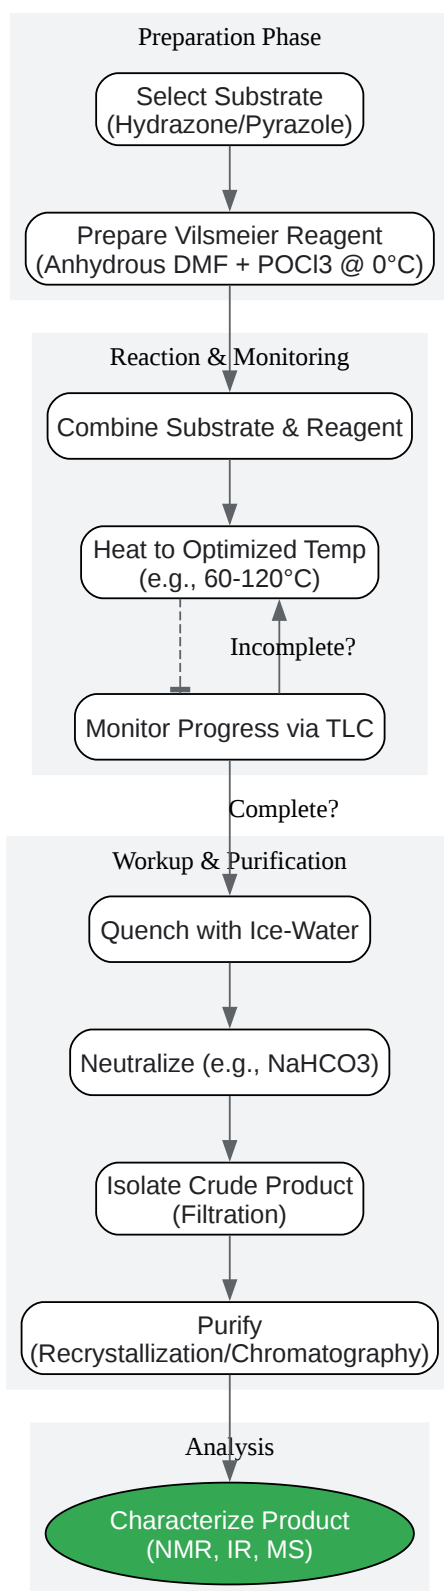 Preparation Phase
Select Substrate
(Hydrazone/Pyrazole)
Prepare Vilsmeier Reagent
(Anhydrous DMF + POCl3 @ 0°C)
Reaction & Monitoring
Combine Substrate & Reagent
Heat to Optimized Temp
(e.g., 60-120°C)
Incomplete?
Monitor Progress via TLC
Complete?
Workup & Purification
Quench with Ice-Water
Neutralize (e.g., NaHCO3)
Isolate Crude Product
(Filtration)
Purify
(Recrystallization/Chromatography)
Analysis
Characterize Product
(NMR, IR, MS)